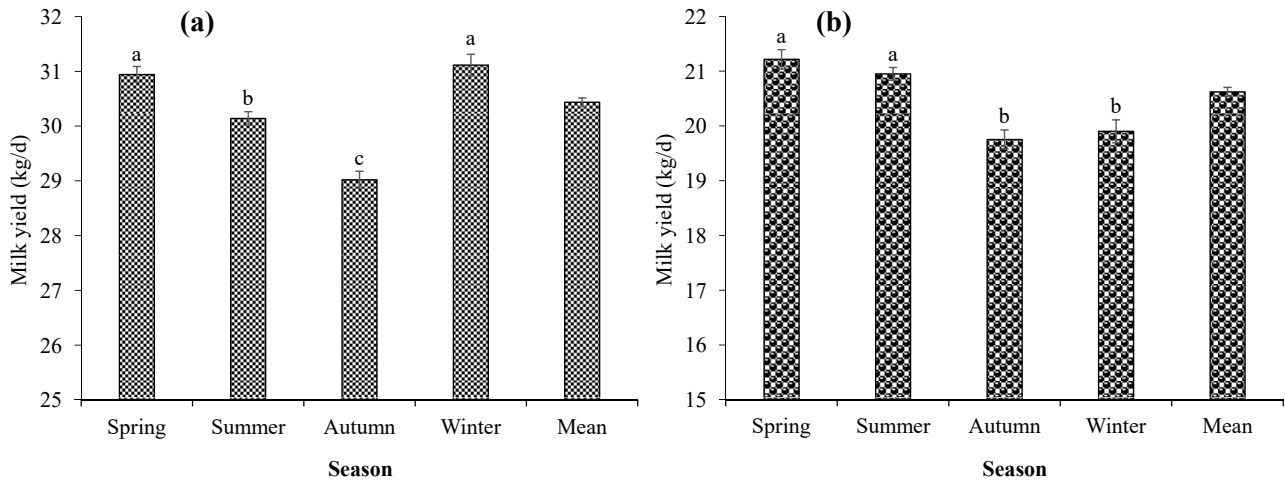 (a)
Milk yield (kg/d)
32
31
30
29
28
27
26
25
a
b
c
a
Spring Summer Autumn Winter Mean
Season
(b)
Milk yield (kg/d)
22
21
20
19
18
17
16
15
a
a
b
b
Spring Summer Autumn Winter Mean
Season